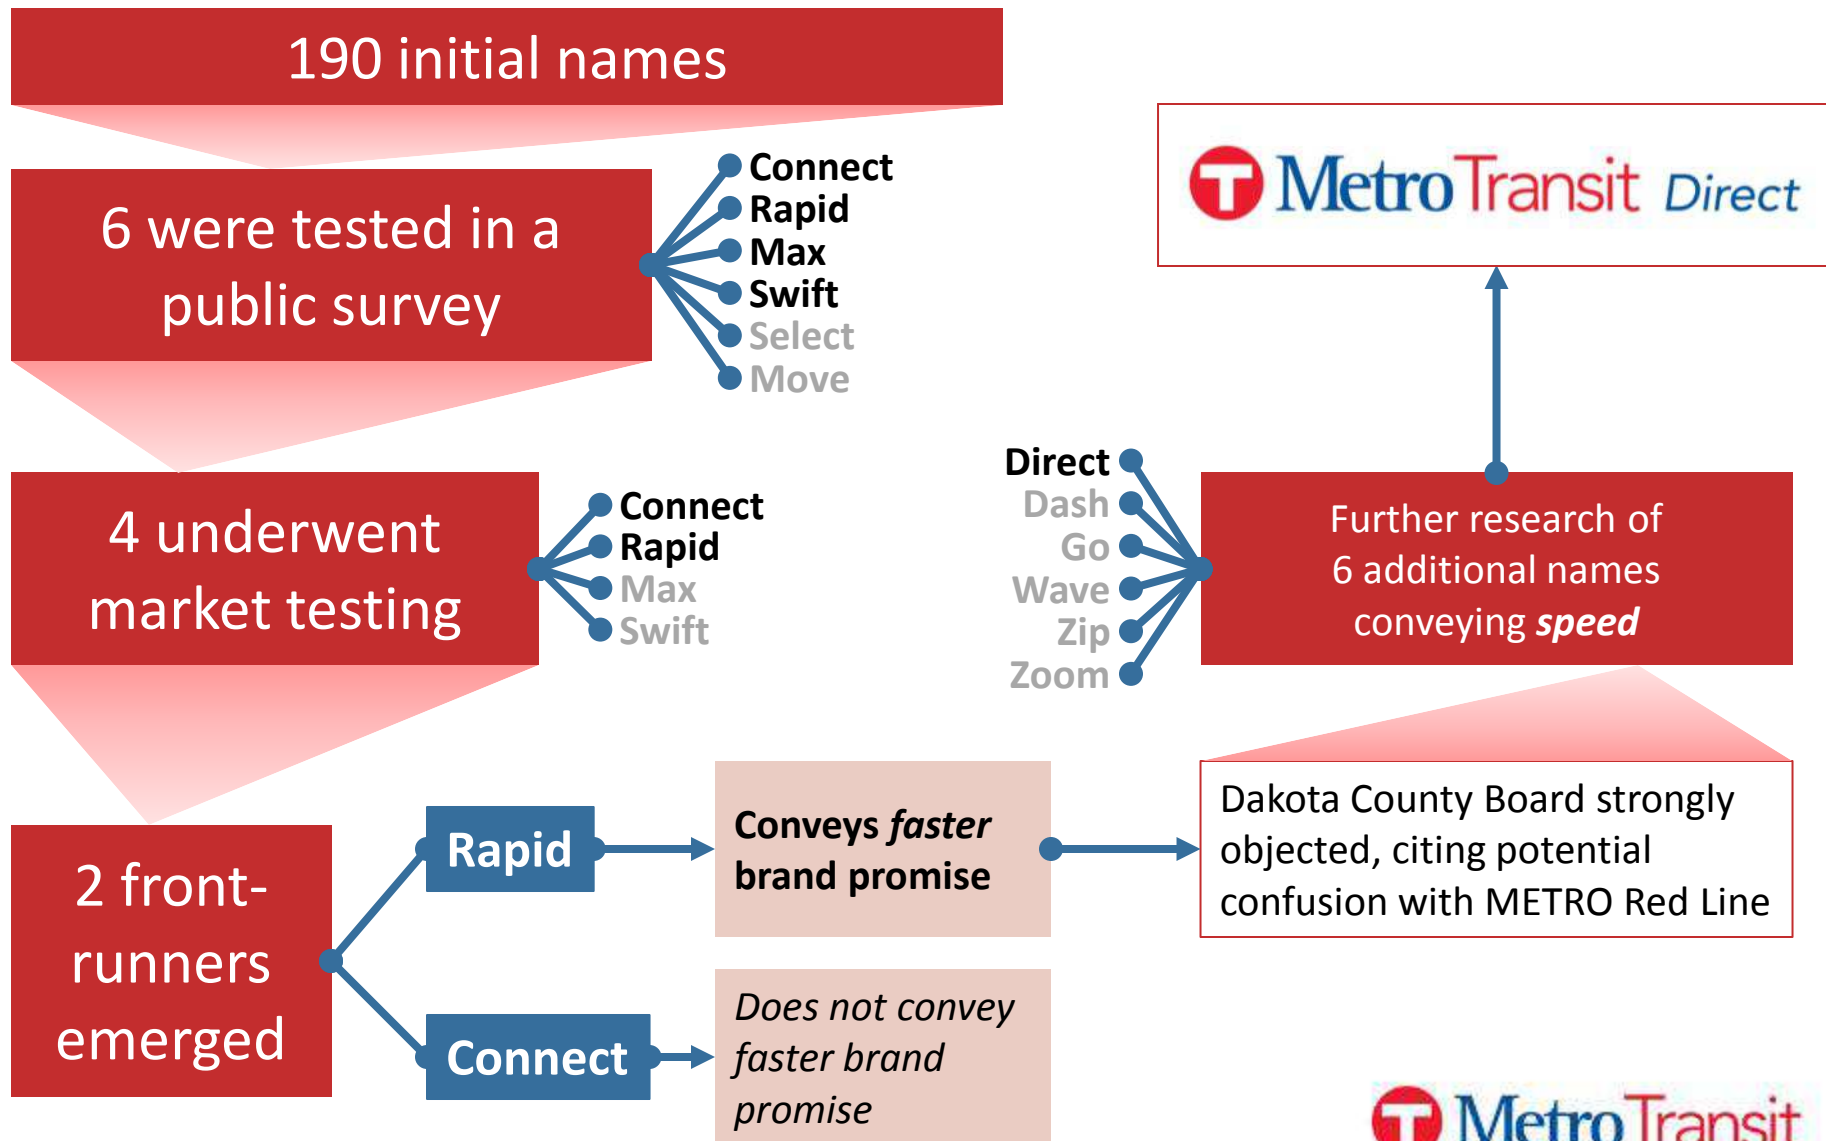 190 initial names
6 were tested in a
public survey
Connect
Rapid
Max
Swift
Select
Move
4 underwent
market testing
Connect
Rapid
Max
Swift
2 front-
runners
emerged
Rapid
Conveys faster
brand promise
Connect
Does not convey
faster brand
promise
Dakota County Board strongly
objected, citing potential
confusion with METRO Red Line
Further research of
6 additional names
conveying speed
Direct
Dash
Go
Wave
Zip
Zoom
T MetroTransit Direct
T MetroTransit